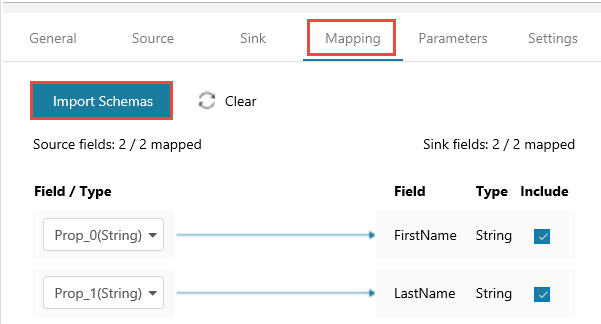 General Source Sink Mapping Parameters Settings
Import Schemas Clear
Source fields: 2 / 2 mapped Sink fields: 2 / 2 mapped
Field / Type Field Type Include
Prop_0(String) FirstName String
Prop_1(String) LastName String